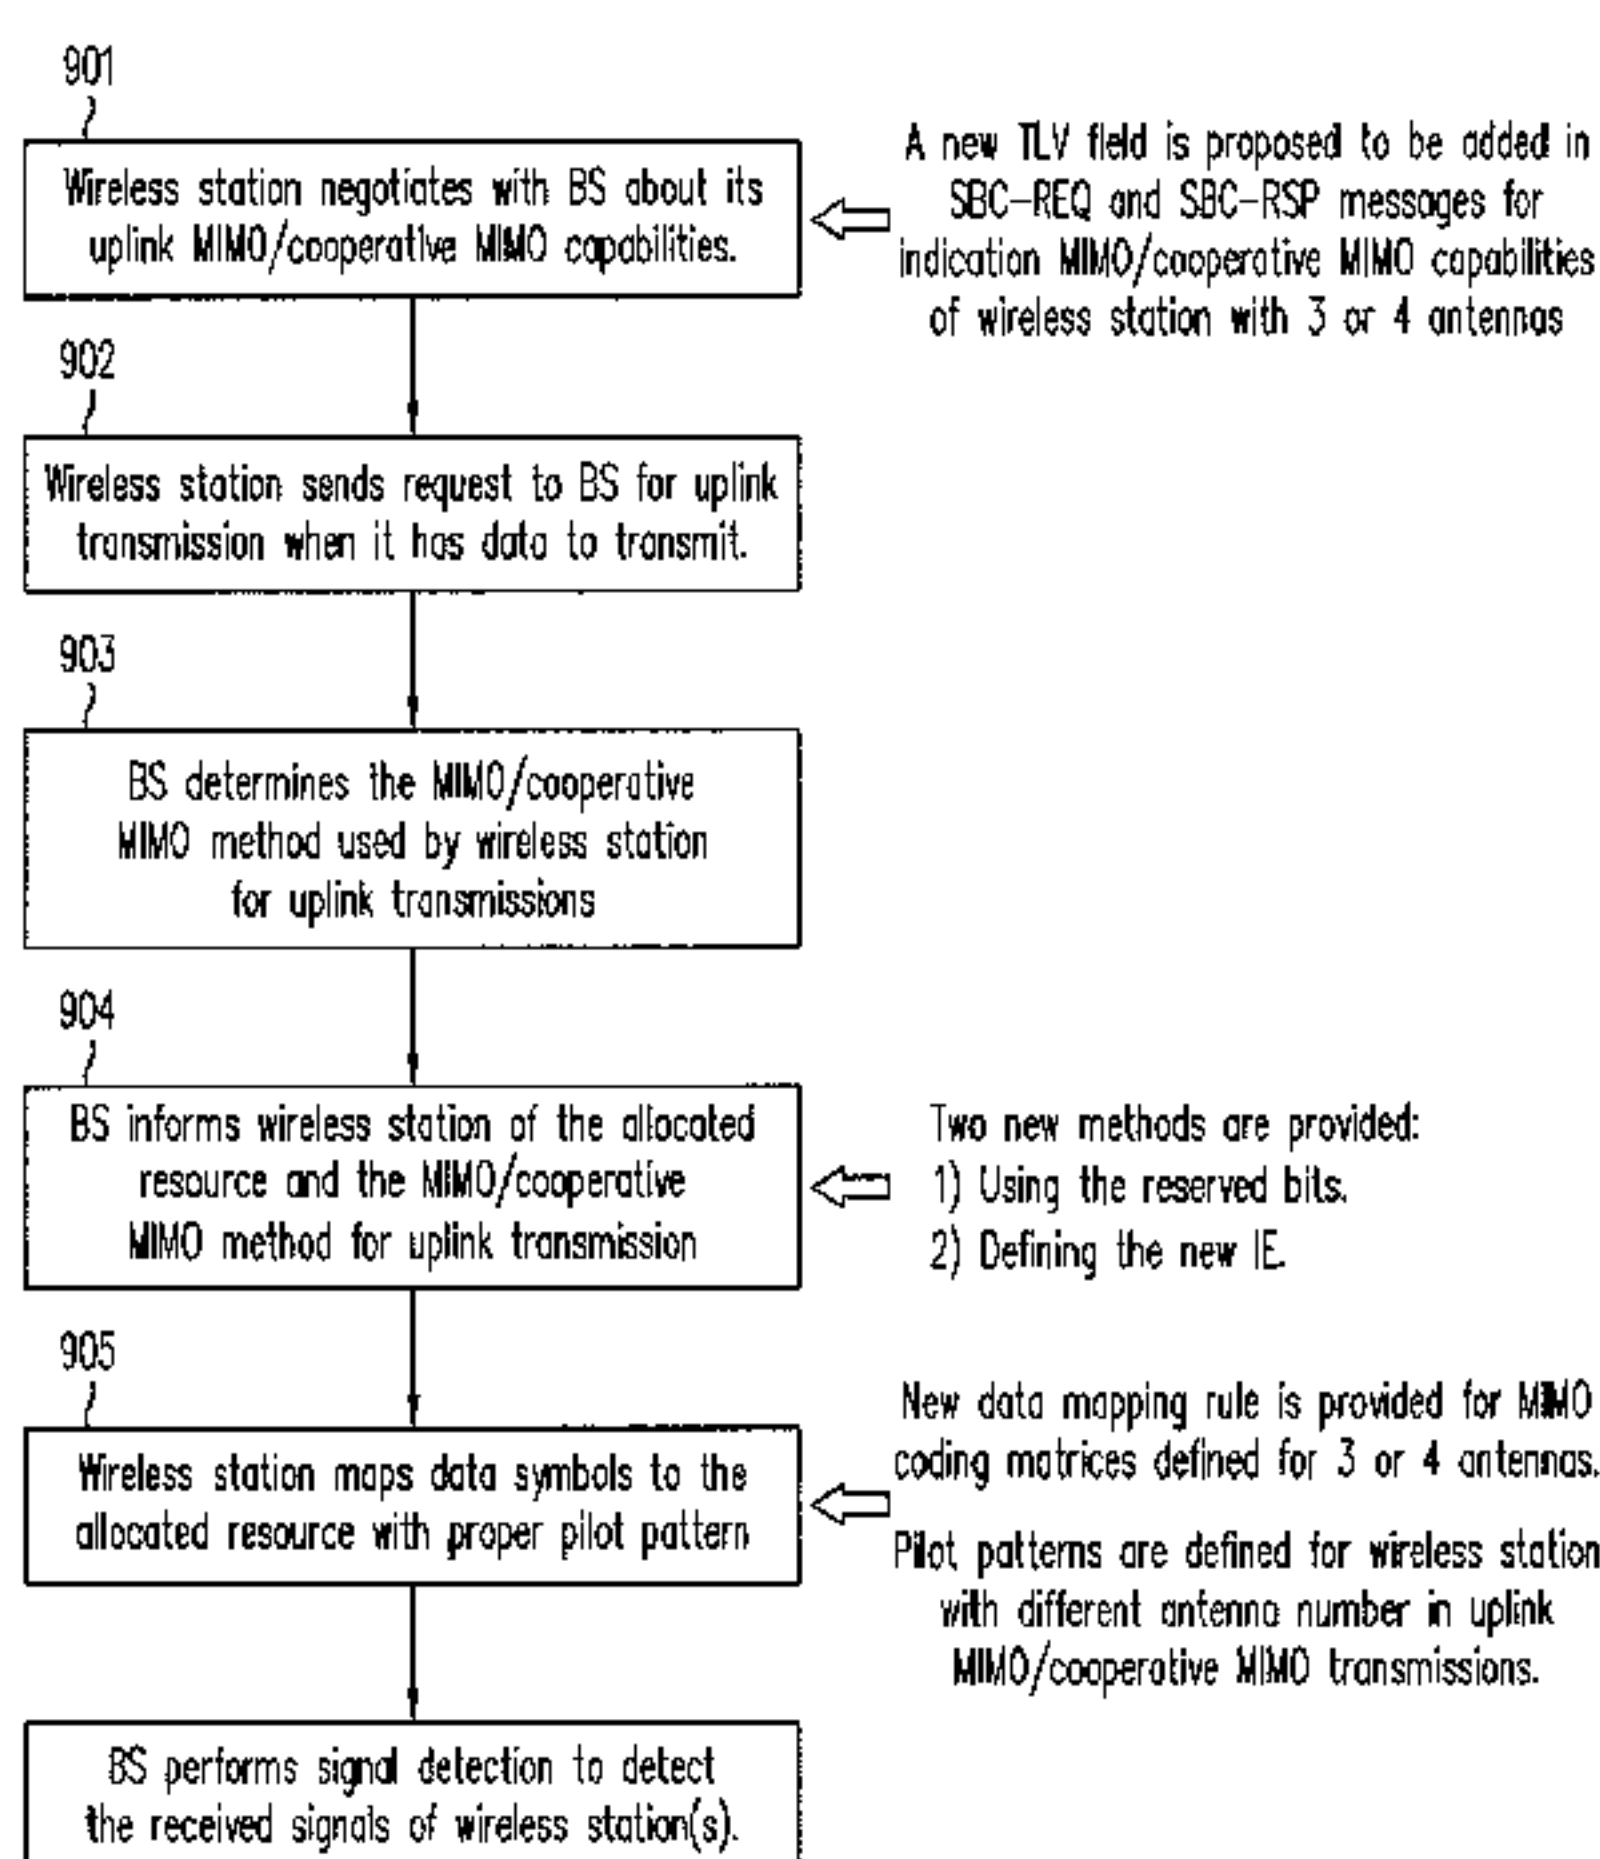 901
Wireless station negotiates with BS about its
uplink MIMO/cooperative MIMO capabilities.
A new TLV field is proposed to be added in
SBC-REQ and SBC-RSP messages for
indication MIMO/cooperative MIMO capabilities
of wireless station with 3 or 4 antennas
902
Wireless station sends request to BS for uplink
transmission when it has data to transmit.
903
BS determines the MIMO/cooperative
MIMO method used by wireless station
for uplink transmissions
904
BS informs wireless station of the allocated
resource and the MIMO/cooperative
MIMO method for uplink transmission
Two new methods are provided:
1) Using the reserved bits.
2) Defining the new IE.
905
Wireless station maps data symbols to the
allocated resource with proper pilot pattern
New data mapping rule is provided for MIMO
coding matrices defined for 3 or 4 antennas.
Pilot patterns are defined for wireless station
with different antenna number in uplink
MIMO/cooperative MIMO transmissions.
BS performs signal detection to detect
the received signals of wireless station(s).